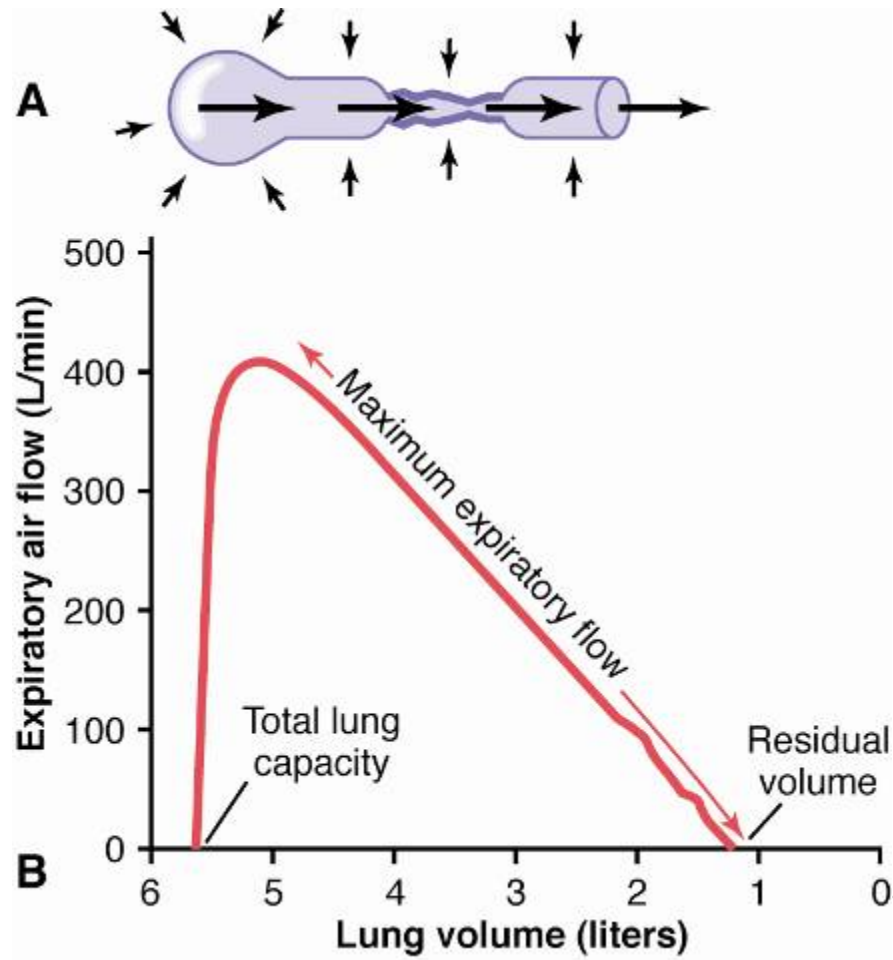 A
500
400
300
200
100
0
Expiratory air flow (L/min)
Maximum expiratory flow
Total lung
capacity
Residual
volume
B
6 5 4 3 2 1 0
Lung volume (liters)